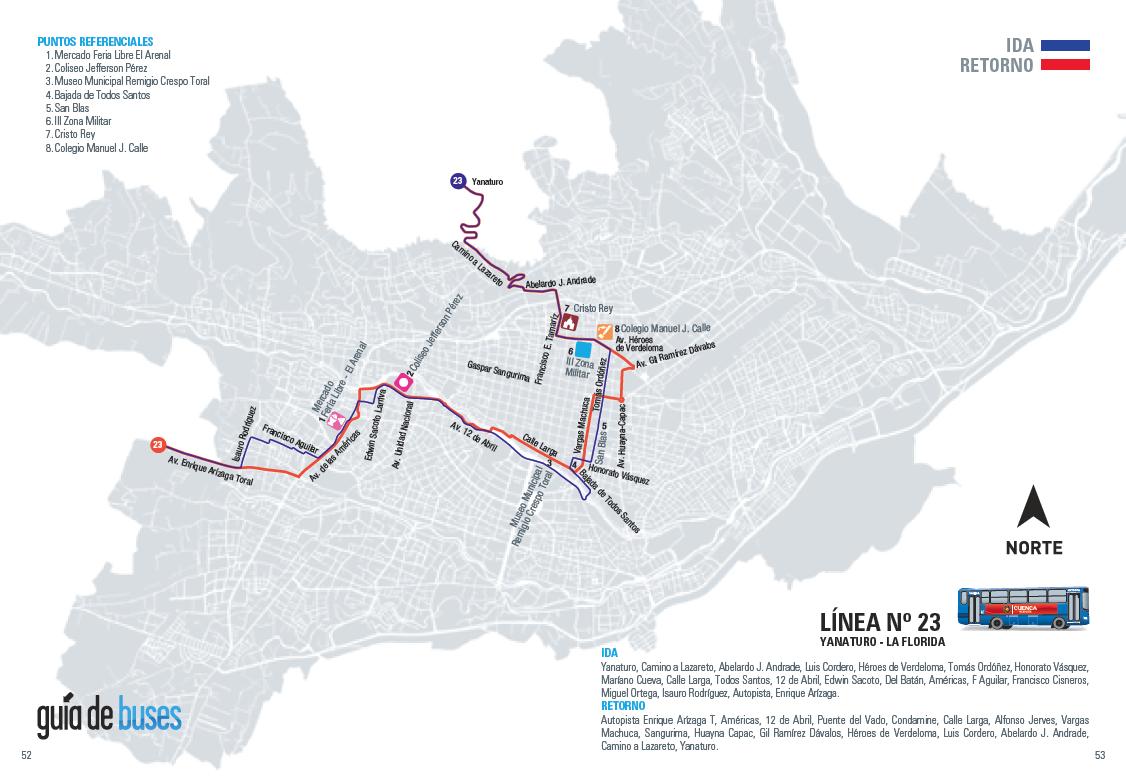 PUNTOS REFERENCIALES
1. Mercado Feria Libre El Arenal
2. Coliseo Jefferson Pérez
3. Museo Municipal Remigio Crespo Toral
4. Bajada de Todos Santos
5. San Blas
6. III Zona Militar
7. Cristo Rey
8. Colegio Manuel J. Calle
IDA
RETORNO
23
Yanaturo
Camino a Lazareto
Abelardo J. Andrade
7 Cristo Rey
Francisco E. Tamaríz
8 Colegio Manuel J. Calle
Av. Héroes
de Verdeloma
Av. Gil Ramírez Dávalos
6
III Zona
Militar
Gaspar Sangurima
Tomás Ordóñez
2 Coliseo Jefferson Pérez
Mercado
1 Feria Libre - El Arenal
Isauro Rodríguez
Francisco Aguilar
Av. de las Américas
Edwin Sacoto Lantva
Av. Unidad Nacional
Av. 12 de Abril
Calle Larga
Vargas Machuca
5
San Blas
Av. Huayna-Capac
23
Av. Enrique Arízaga Toral
3
Museo Municipal
Remigio Crespo Toral
4
Honorato Vásquez
Bajada de Todos Santos
NORTE
LÍNEA Nº 23
YANATURO - LA FLORIDA
CUENCA
IDA
Yanaturo, Camino a Lazareto, Abelardo J. Andrade, Luis Cordero, Héroes de Verdeloma, Tomás Ordóñez, Honorato Vásquez,
Maríano Cueva, Calle Larga, Todos Santos, 12 de Abril, Edwin Sacoto, Del Batán, Américas, F Aguilar, Francisco Cisneros,
Miguel Ortega, Isauro Rodríguez, Autopista, Enrique Arízaga.
RETORNO
Autopista Enrique Arízaga T, Américas, 12 de Abril, Puente del Vado, Condamine, Calle Larga, Alfonso Jerves, Vargas
Machuca, Sangurima, Huayna Capac, Gil Ramírez Dávalos, Héroes de Verdeloma, Luis Cordero, Abelardo J. Andrade,
Camino a Lazareto, Yanaturo.
guía de buses
52
53